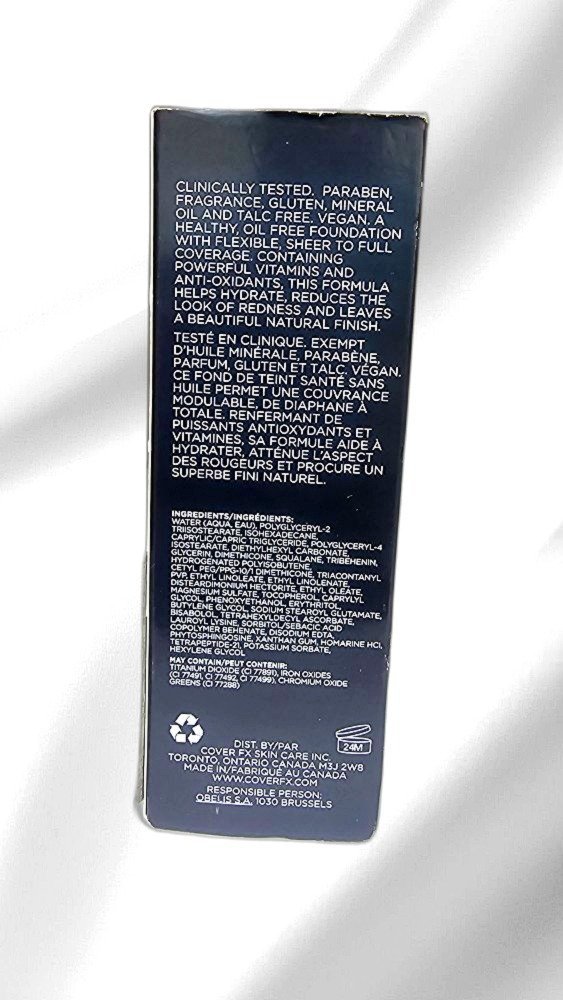 CLINICALLY TESTED. PARABEN,
FRAGRANCE, GLUTEN, MINERAL
OIL AND TALC FREE. VEGAN. A
HEALTHY, OIL FREE FOUNDATION
WITH FLEXIBLE, SHEER TO FULL
COVERAGE. CONTAINING
POWERFUL VITAMINS AND
ANTI-OXIDANTS, THIS FORMULA
HELPS HYDRATE, REDUCES THE
LOOK OF REDNESS AND LEAVES
A BEAUTIFUL NATURAL FINISH.
TESTÉ EN CLINIQUE. EXEMPT
D'HUILE MINÉRALE, PARABÈNE,
PARFUM, GLUTEN ET TALC. VÉGAN.
CE FOND DE TEINT SANTÉ SANS
HUILE PERMET UNE COUVRANCE
MODULABLE, DE DIAPHANE À
TOTALE. RENFERMANT DE
PUISSANTS ANTIOXYDANTS ET
VITAMINES, SA FORMULE AIDE À
HYDRATER, ATTÉNUE L'ASPECT
DES ROUGEURS ET PROCURE UN
SUPERBE FINI NATUREL.
INGREDIENTS/INGRÉDIENTS:
WATER (AQUA, EAU), POLYGLYCERYL-2
TRIISOSTEARATE, ISOHEXADECANE,
CAPRYLIC/CAPRIC TRIGLYCERIDE, POLYGLYCERYL-4
ISOSTEARATE, DIETHYLHEXYL CARBONATE,
GLYCERIN, DIMETHICONE, SQUALANE, TRIBEHENIN,
HYDROGENATED POLYISOBUTENE,
CETYL PEG/PPG-10/1 DIMETHICONE, TRIACONTANYL
PVP, ETHYL LINOLEATE, ETHYL LINOLENATE,
DISTEARDIMONIUM HECTORITE, ETHYL OLEATE,
MAGNESIUM SULFATE, TOCOPHEROL, CAPRYLYL
GLYCOL, PHENOXYETHANOL, ERYTHRITOL,
BUTYLENE GLYCOL, SODIUM STEAROYL GLUTAMATE,
BISABOLOL, TETRAHEXYLDECYL ASCORBATE,
LAUROYL LYSINE, SORBITOL/SEBACIC ACID
COPOLYMER BEHENATE, DISODIUM EDTA,
PHYTOSPHINGOSINE, XANTHAN GUM, HOMARINE HCl,
TETRAPEPTIDE-21, POTASSIUM SORBATE,
HEXYLENE GLYCOL
MAY CONTAIN/PEUT CONTENIR:
TITANIUM DIOXIDE (CI 77891), IRON OXIDES
(CI 77491, CI 77492, CI 77499), CHROMIUM OXIDE
GREENS (CI 77288)
24M
DIST. BY/PAR
COVER FX SKIN CARE INC.
TORONTO, ONTARIO CANADA M3J 2W8
MADE IN/FABRIQUÉ AU CANADA
WWW.COVERFX.COM
RESPONSIBLE PERSON:
OBELIS S.A. 1030 BRUSSELS